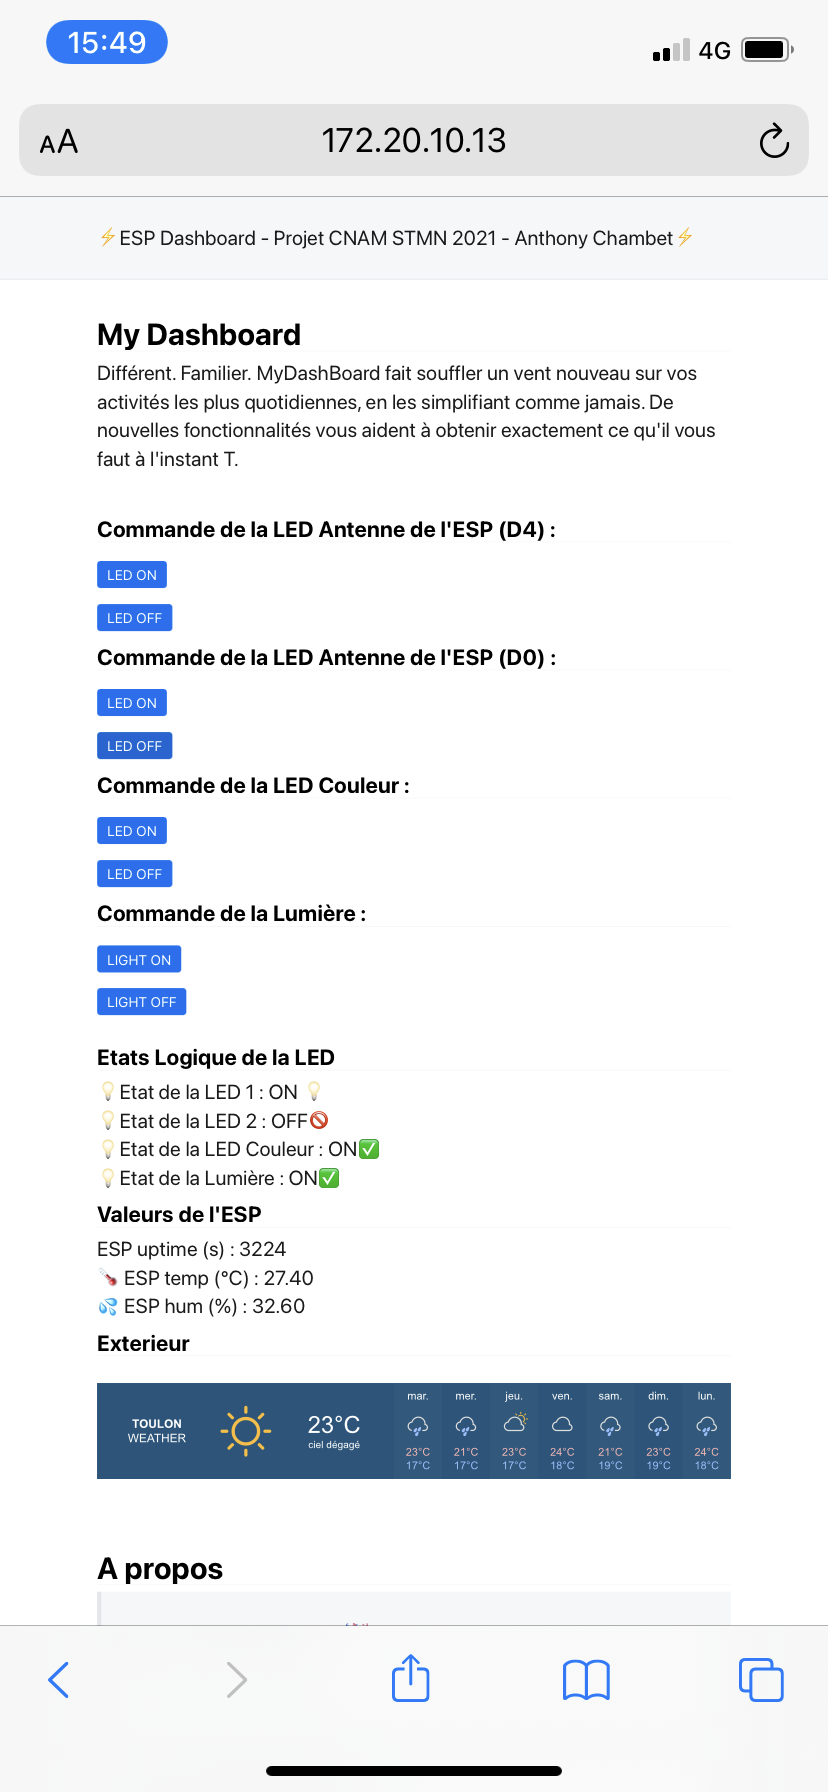 15:49
4G
AA
172.20.10.13
⚡ESP Dashboard - Projet CNAM STMN 2021 - Anthony Chambet⚡
My Dashboard
Différent. Familier. MyDashBoard fait souffler un vent nouveau sur vos
activités les plus quotidiennes, en les simplifiant comme jamais. De
nouvelles fonctionnalités vous aident à obtenir exactement ce qu'il vous
faut à l'instant T.
Commande de la LED Antenne de l'ESP (D4) :
LED ON
LED OFF
Commande de la LED Antenne de l'ESP (D0) :
LED ON
LED OFF
Commande de la LED Couleur :
LED ON
LED OFF
Commande de la Lumière :
LIGHT ON
LIGHT OFF
Etats Logique de la LED
💡Etat de la LED 1 : ON 💡
💡Etat de la LED 2 : OFF🚫
💡Etat de la LED Couleur : ON✅
💡Etat de la Lumière : ON✅
Valeurs de l'ESP
ESP uptime (s) : 3224
🌡️ ESP temp (°C) : 27.40
💦 ESP hum (%) : 32.60
Exterieur
mar. mer. jeu. ven. sam. dim. lun.
TOULON
WEATHER
23°C
ciel dégagé
23°C 21°C 23°C 24°C 21°C 23°C 24°C
17°C 17°C 17°C 18°C 19°C 19°C 18°C
A propos